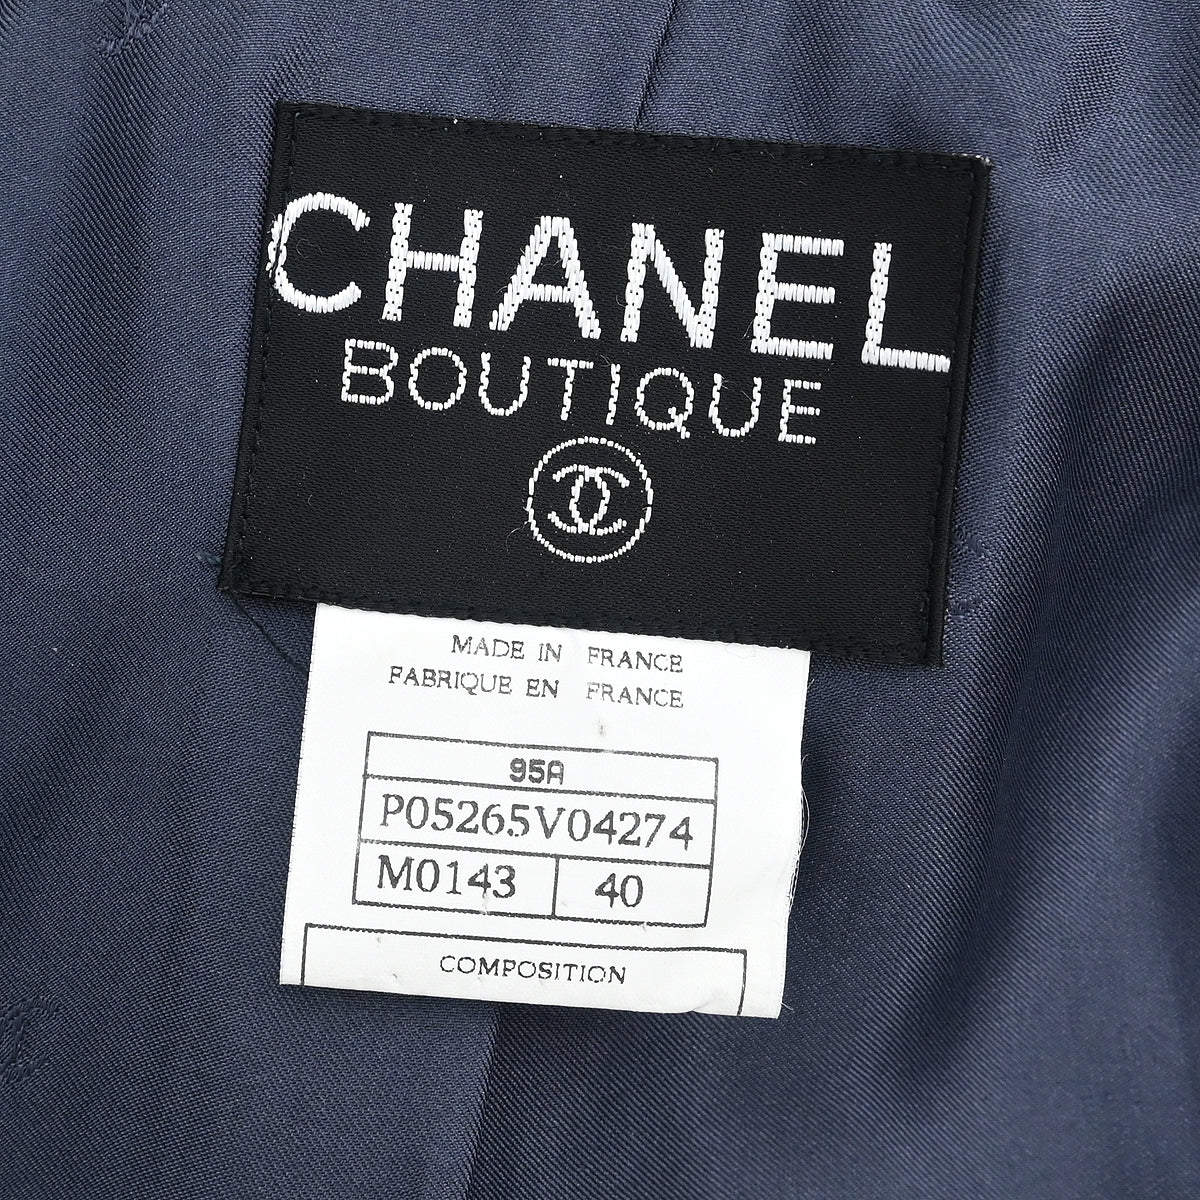 CHANEL
BOUTIQUE
MADE IN FRANCE
FABRIQUE EN FRANCE
95A
P05265V04274
M0143 40
COMPOSITION